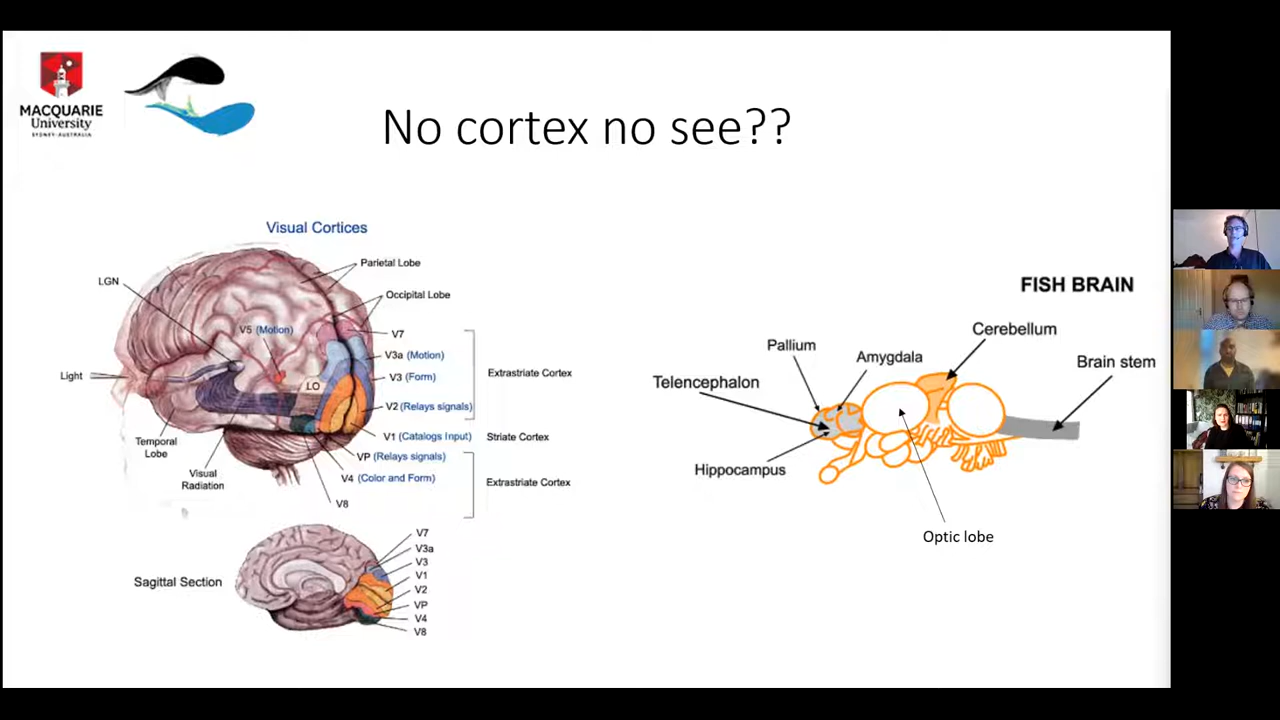 MACQUARIE
University
SYDNEY·AUSTRALIA
No cortex no see??
Visual Cortices
LGN
Parietal Lobe
Occipital Lobe
V5 (Motion)
V7
V3a (Motion)
Light
LO
V3 (Form)
Extrastriate Cortex
V2 (Relays signals)
V1 (Catalogs Input)
Striate Cortex
Temporal
Lobe
VP (Relays signals)
Visual
Radiation
V4 (Color and Form)
Extrastriate Cortex
V8
Sagittal Section
V7
V3a
V3
V1
V2
VP
V4
V8
FISH BRAIN
Cerebellum
Pallium
Amygdala
Brain stem
Telencephalon
Hippocampus
Optic lobe